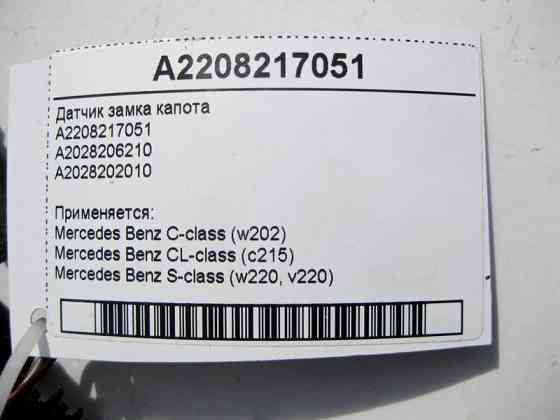 A2208217051
Датчик замка капота
A2208217051
A2028206210
A2028202010
Применяется:
Mercedes Benz C-class (w202)
Mercedes Benz CL-class (c215)
Mercedes Benz S-class (w220, v220)